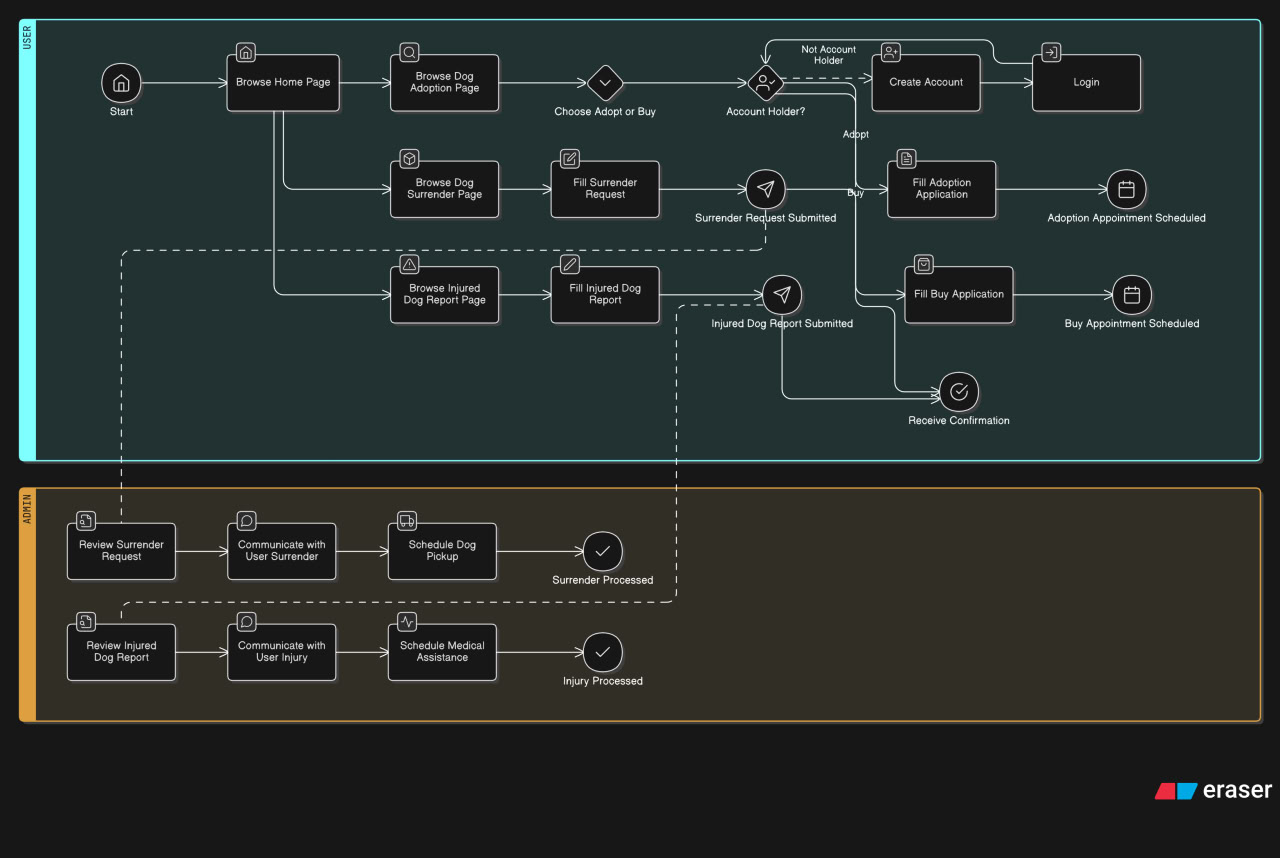 USER
Start
Browse Home Page
Browse Dog
Adoption Page
Choose Adopt or Buy
Account Holder?
Not Account
Holder
Create Account
Login
Adopt
Browse Dog
Surrender Page
Fill Surrender
Request
Surrender Request Submitted
Buy
Fill Adoption
Application
Adoption Appointment Scheduled
Browse Injured
Dog Report Page
Fill Injured Dog
Report
Injured Dog Report Submitted
Fill Buy Application
Buy Appointment Scheduled
Receive Confirmation
ADMIN
Review Surrender
Request
Communicate with
User Surrender
Schedule Dog
Pickup
Surrender Processed
Review Injured
Dog Report
Communicate with
User Injury
Schedule Medical
Assistance
Injury Processed
eraser